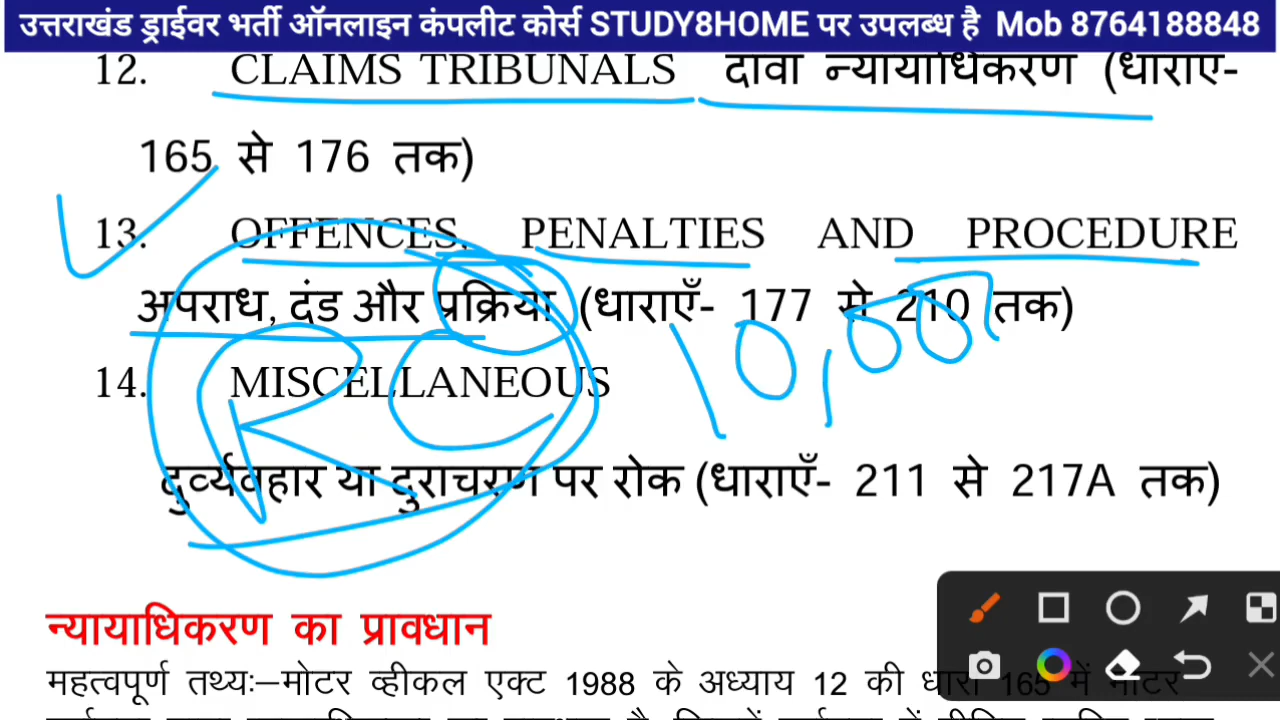 उत्तराखंड ड्राईवर भर्ती ऑनलाइन कंपलीट कोर्स STUDY8HOME पर उपलब्ध है Mob 8764188848
12. CLAIMS TRIBUNALS दावा न्यायाधिकरण (धाराएँ-
165 से 176 तक)
13. OFFENCES, PENALTIES AND PROCEDURE
अपराध, दंड और प्रक्रिया (धाराएँ- 177 से 210 तक)
RC
10,000
14. MISCELLANEOUS
दुर्व्यवहार या दुराचरण पर रोक (धाराएँ- 211 से 217A तक)
न्यायाधिकरण का प्रावधान
महत्वपूर्ण तथ्यः–मोटर व्हीकल एक्ट 1988 के अध्याय 12 की धारा 165 में मोटर